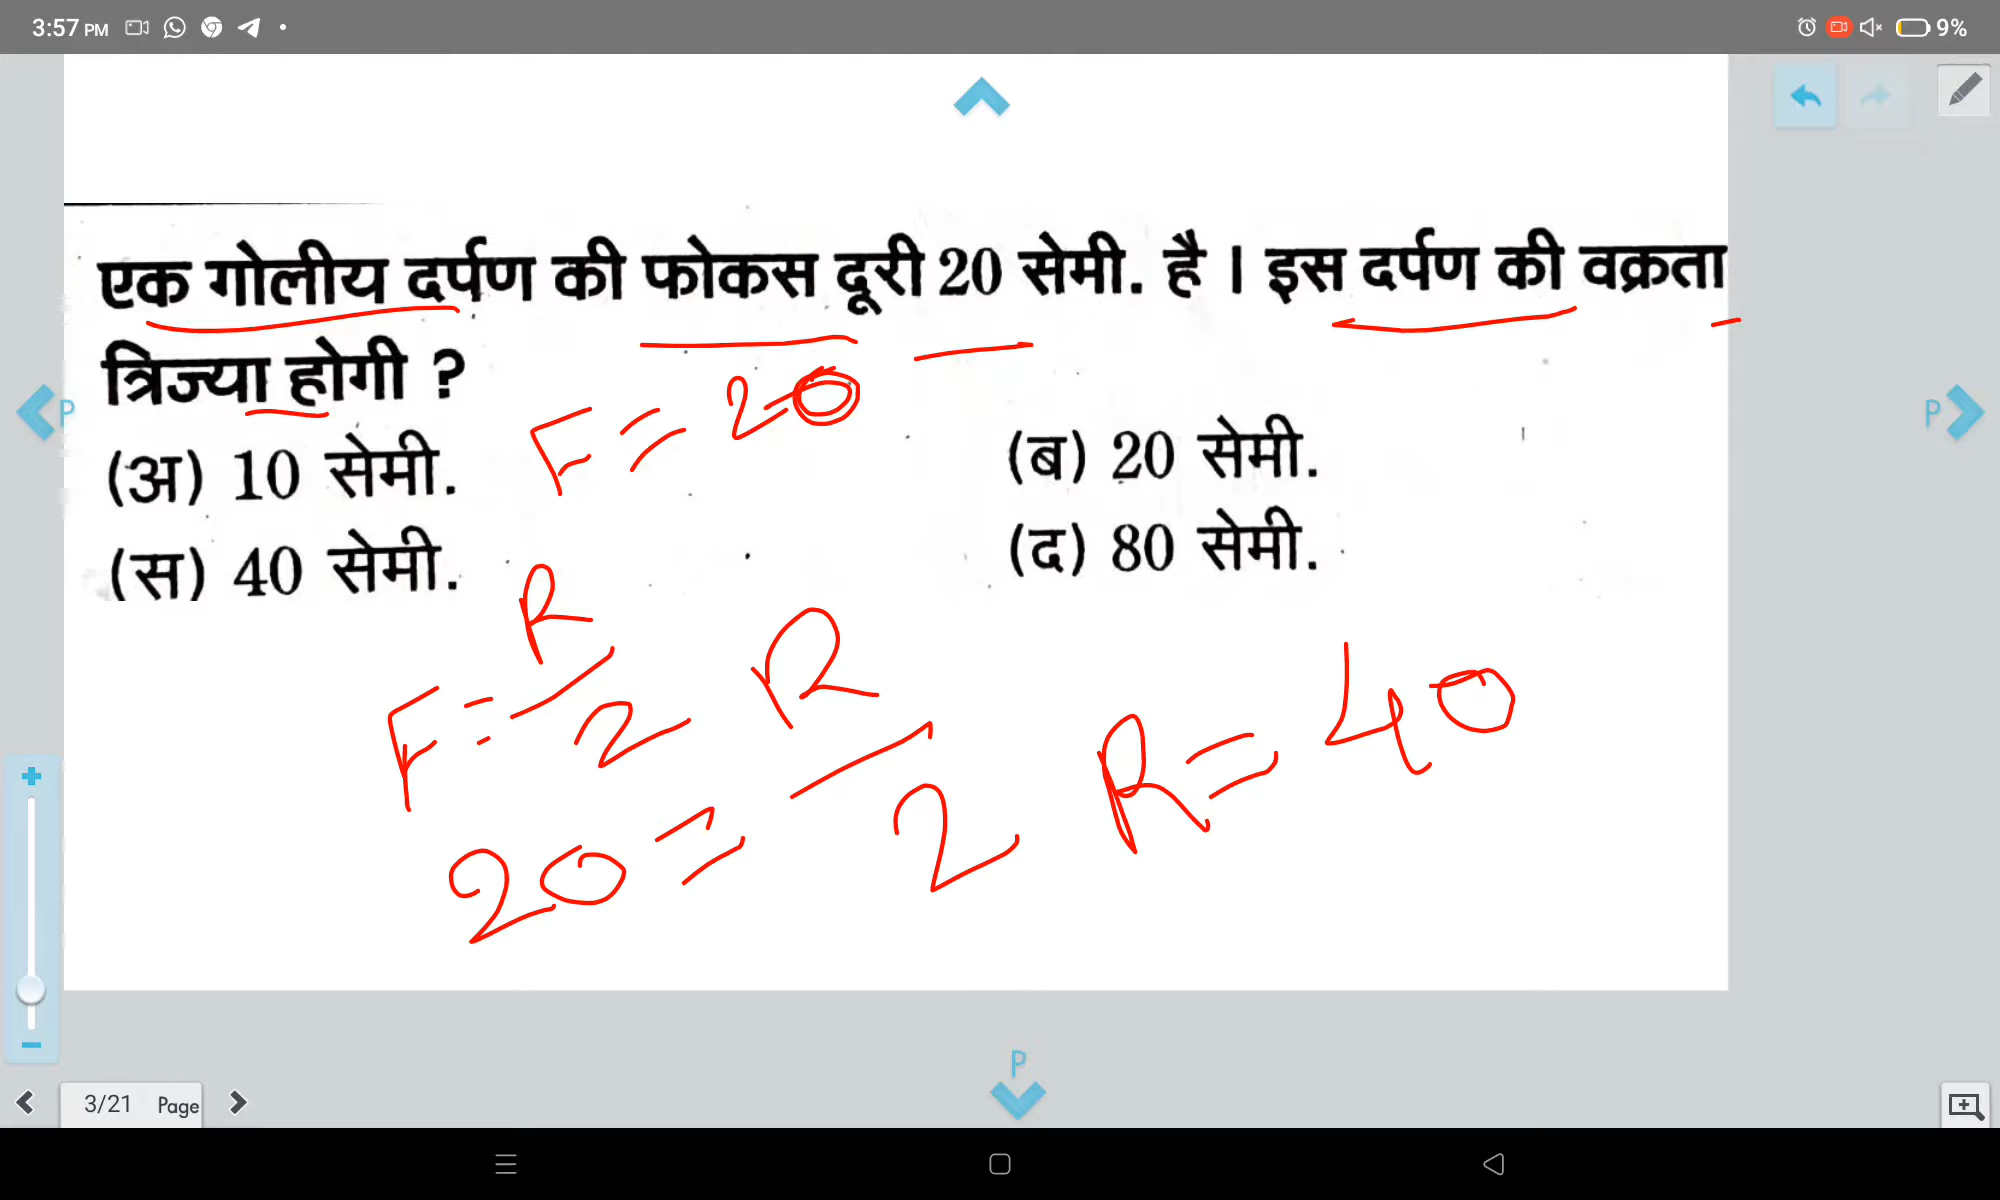 3:57 PM 9%
एक गोलीय दर्पण की फोकस दूरी 20 सेमी. है । इस दर्पण की वक्रता
त्रिज्या होगी ?
F = 20
(अ) 10 सेमी. (ब) 20 सेमी.
(स) 40 सेमी. (द) 80 सेमी.
F = R/2
20 = R/2
R = 40
P
P
P
3/21 Page